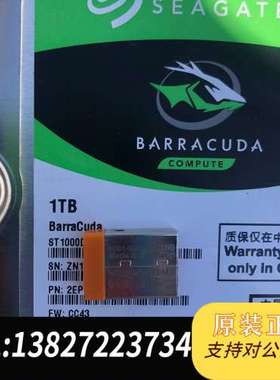 SEAGATE
BARRACUDA
COMPUTE
1TB
BarraCuda
ST1000D
SN: ZN1
PN: 2EP
FW: CC43
质保仅在中
Warrant
only in C
原装正
:13827223734
支持对公